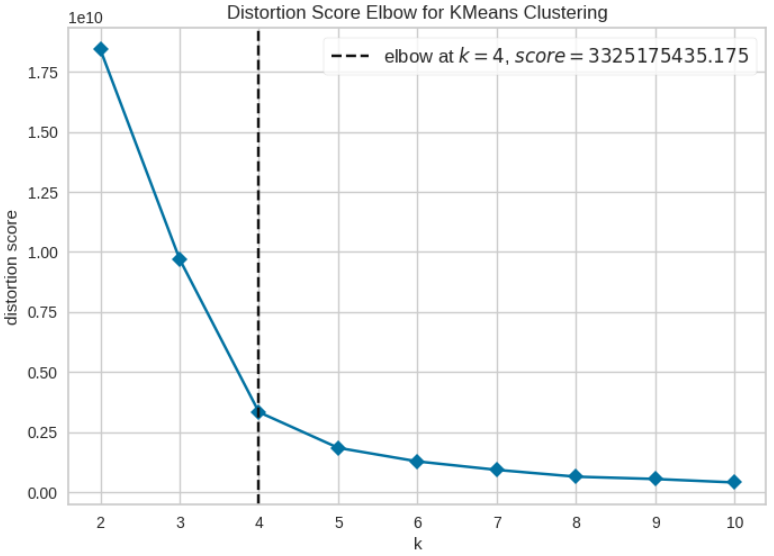 Distortion Score Elbow for KMeans Clustering
1e10
elbow at k = 4, score = 3325175435.175
1.75
1.50
1.25
1.00
0.75
0.50
0.25
0.00
distortion score
2 3 4 5 6 7 8 9 10
k